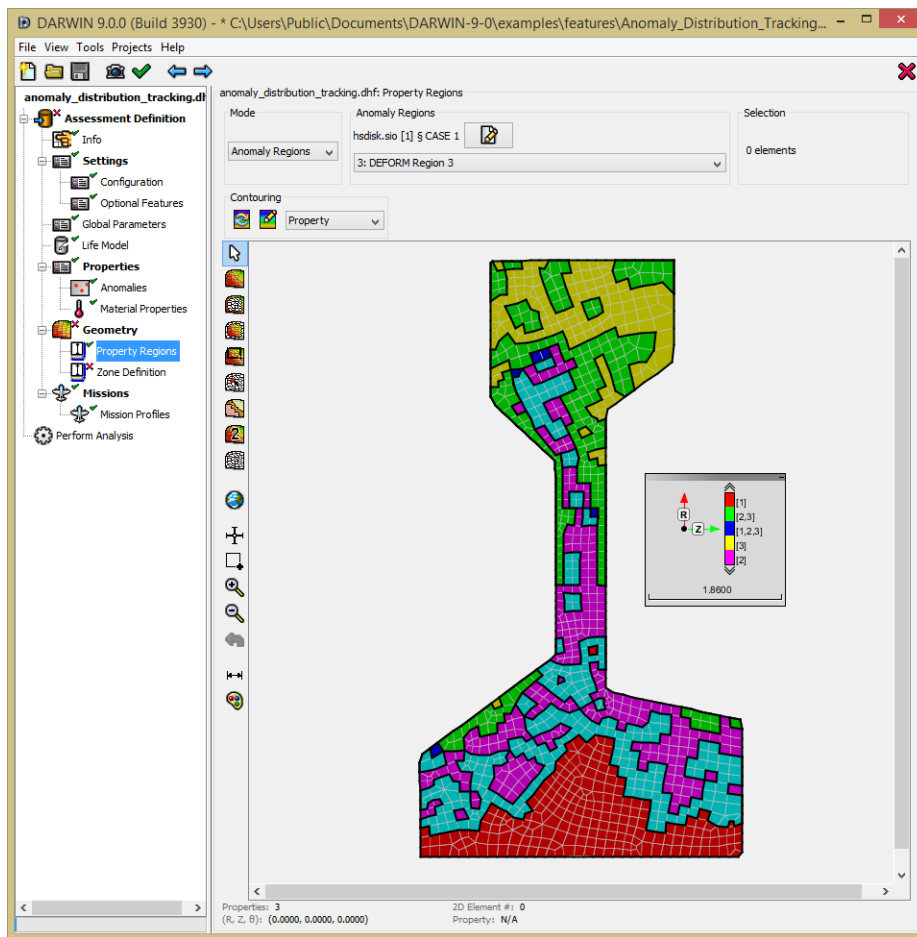 DARWIN 9.0.0 (Build 3930) - * C:\Users\Public\Documents\DARWIN-9-0\examples\features\Anomaly_Distribution_Tracking...
File View Tools Projects Help
anomaly_distribution_tracking.dhf: Property Regions
anomaly_distribution_tracking.dh
Assessment Definition
Info
Settings
Configuration
Optional Features
Global Parameters
Life Model
Properties
Anomalies
Material Properties
Geometry
Property Regions
Zone Definition
Missions
Mission Profiles
Perform Analysis
Mode
Anomaly Regions
Anomaly Regions
hsdisk.sio [1] § CASE 1
3: DEFORM Region 3
Selection
0 elements
Contouring
Property
2
R
Z
[1]
[2,3]
[1,2,3]
[3]
[2]
1.8600
Properties: 3
2D Element #: 0
(R, Z, θ): (0.0000, 0.0000, 0.0000)
Property: N/A